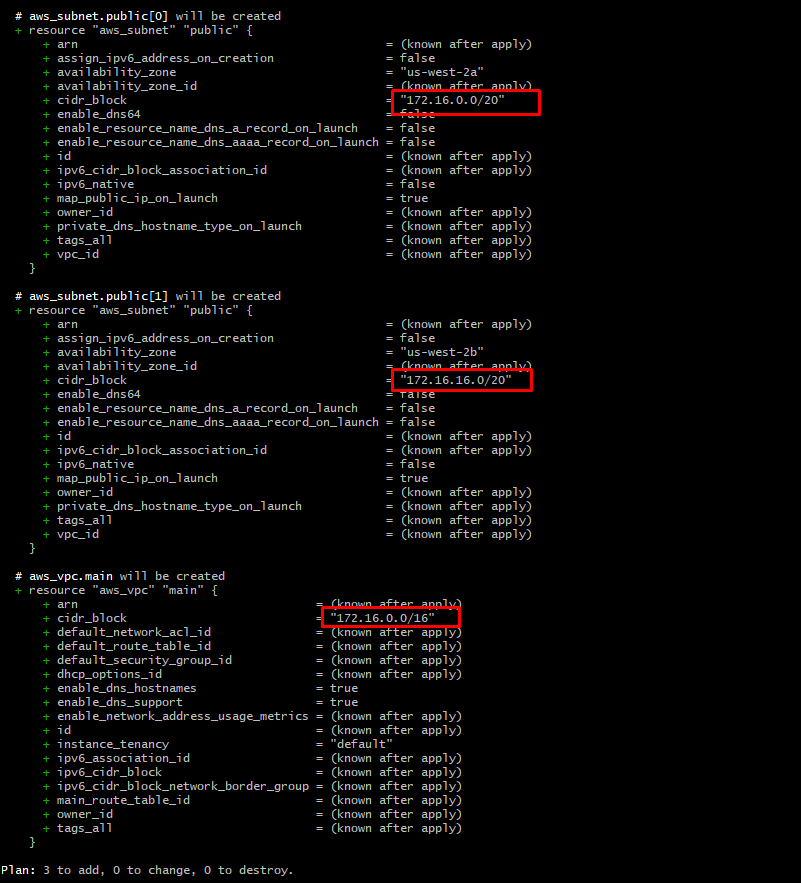 # aws_subnet.public[0] will be created
+ resource "aws_subnet" "public" {
+ arn = (known after apply)
+ assign_ipv6_address_on_creation = false
+ availability_zone = "us-west-2a"
+ availability_zone_id = (known after apply)
+ cidr_block = "172.16.0.0/20"
+ enable_dns64 = false
+ enable_resource_name_dns_a_record_on_launch = false
+ enable_resource_name_dns_aaaa_record_on_launch = false
+ id = (known after apply)
+ ipv6_cidr_block_association_id = (known after apply)
+ ipv6_native = false
+ map_public_ip_on_launch = true
+ owner_id = (known after apply)
+ private_dns_hostname_type_on_launch = (known after apply)
+ tags_all = (known after apply)
+ vpc_id = (known after apply)
}
# aws_subnet.public[1] will be created
+ resource "aws_subnet" "public" {
+ arn = (known after apply)
+ assign_ipv6_address_on_creation = false
+ availability_zone = "us-west-2b"
+ availability_zone_id = (known after apply)
+ cidr_block = "172.16.16.0/20"
+ enable_dns64 = false
+ enable_resource_name_dns_a_record_on_launch = false
+ enable_resource_name_dns_aaaa_record_on_launch = false
+ id = (known after apply)
+ ipv6_cidr_block_association_id = (known after apply)
+ ipv6_native = false
+ map_public_ip_on_launch = true
+ owner_id = (known after apply)
+ private_dns_hostname_type_on_launch = (known after apply)
+ tags_all = (known after apply)
+ vpc_id = (known after apply)
}
# aws_vpc.main will be created
+ resource "aws_vpc" "main" {
+ arn = (known after apply)
+ cidr_block = "172.16.0.0/16"
+ default_network_acl_id = (known after apply)
+ default_route_table_id = (known after apply)
+ default_security_group_id = (known after apply)
+ dhcp_options_id = (known after apply)
+ enable_dns_hostnames = true
+ enable_dns_support = true
+ enable_network_address_usage_metrics = (known after apply)
+ id = (known after apply)
+ instance_tenancy = "default"
+ ipv6_association_id = (known after apply)
+ ipv6_cidr_block = (known after apply)
+ ipv6_cidr_block_network_border_group = (known after apply)
+ main_route_table_id = (known after apply)
+ owner_id = (known after apply)
+ tags_all = (known after apply)
}
Plan: 3 to add, 0 to change, 0 to destroy.